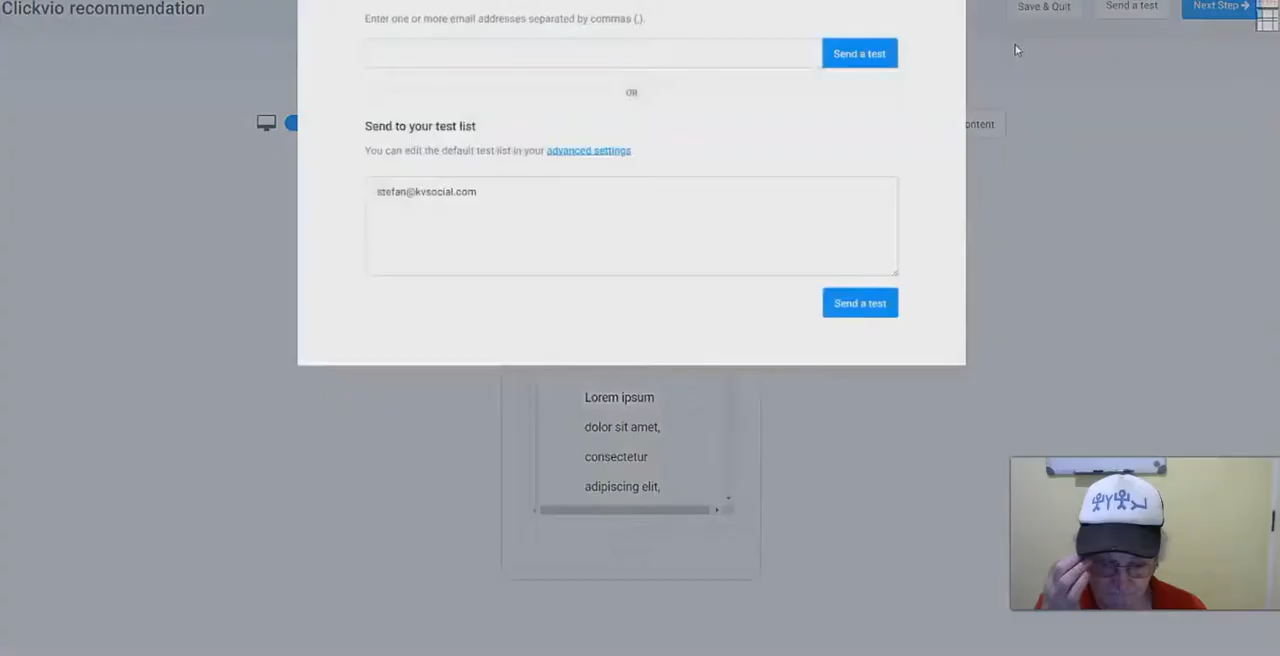 Clickvio recommendation
Save & Quit
Send a test
Next Step →
Enter one or more email addresses separated by commas (,).
Send a test
OR
Send to your test list
You can edit the default test list in your advanced settings
ontent
stefan@kvsocial.com
Send a test
Lorem ipsum
dolor sit amet,
consectetur
adipiscing elit,